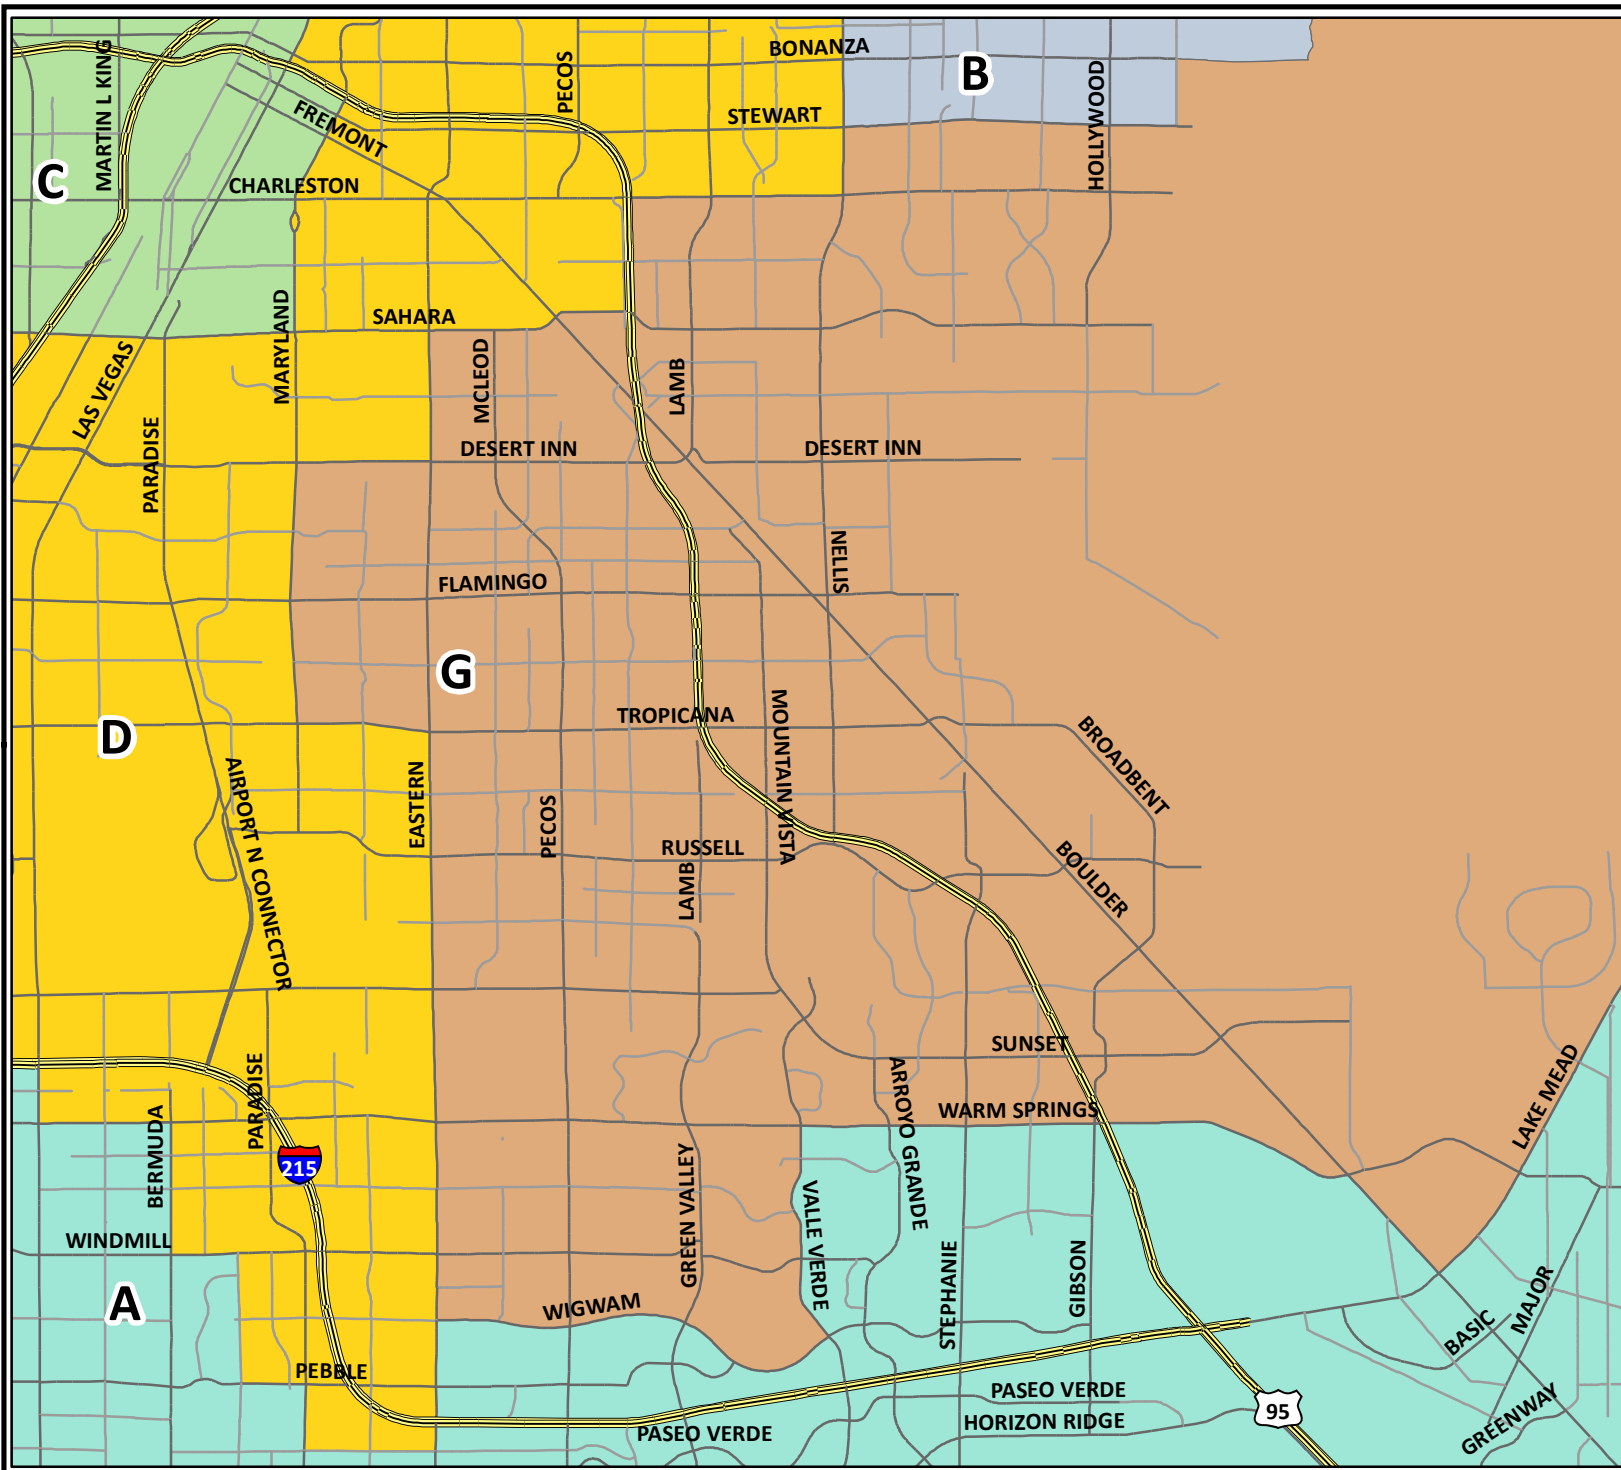 BONANZA
B
MARTIN L KING
PECOS
HOLLYWOOD
FREMONT
STEWART
C
CHARLESTON
SAHARA
MARYLAND
LAS VEGAS
MCLEOD
LAMB
PARADISE
DESERT INN
DESERT INN
NELLIS
FLAMINGO
G
TROPICANA
D
MOUNTAIN VISTA
BROADBENT
AIRPORT N CONNECTOR
EASTERN
PECOS
RUSSELL
LAMB
BOULDER
SUNSET
PARADISE
ARROYO GRANDE
LAKE MEAD
WARM SPRINGS
BERMUDA
215
GREEN VALLEY
VALLE VERDE
WINDMILL
STEPHANIE
GIBSON
A
WIGWAM
MAJOR
BASIC
PEBBLE
PASEO VERDE
95
HORIZON RIDGE
GREENWAY
PASEO VERDE